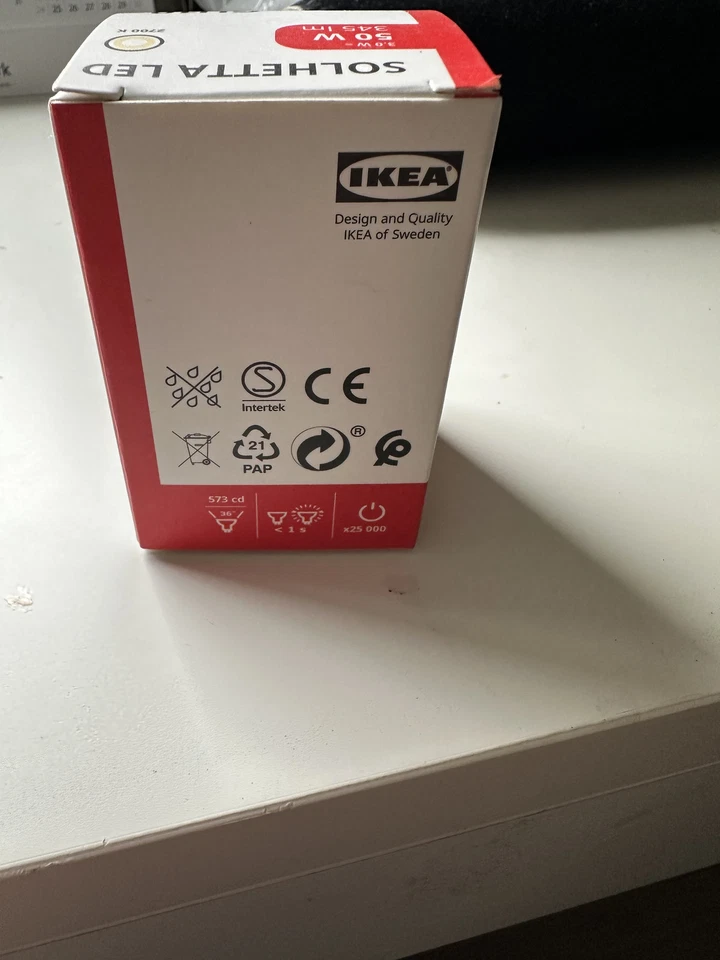 SOLHETTA LED
2700 K
3.0 W =
50 W
345 lm
IKEA®
Design and Quality
IKEA of Sweden
S
Intertek
CE
21
PAP
®
573 cd
36°
< 1 s
x25 000